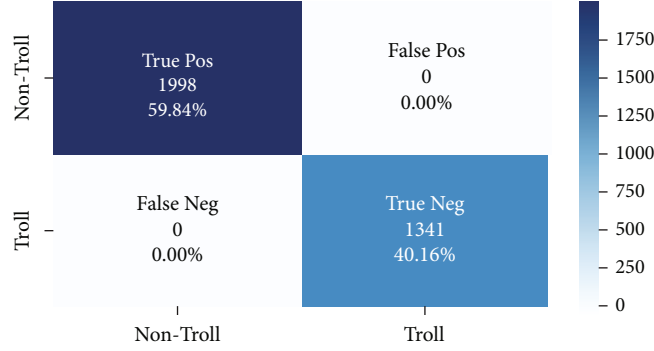 Non-Troll
True Pos
1998
59.84%
False Pos
0
0.00%
Troll
False Neg
0
0.00%
True Neg
1341
40.16%
Non-Troll
Troll
1750
1500
1250
1000
750
500
250
0